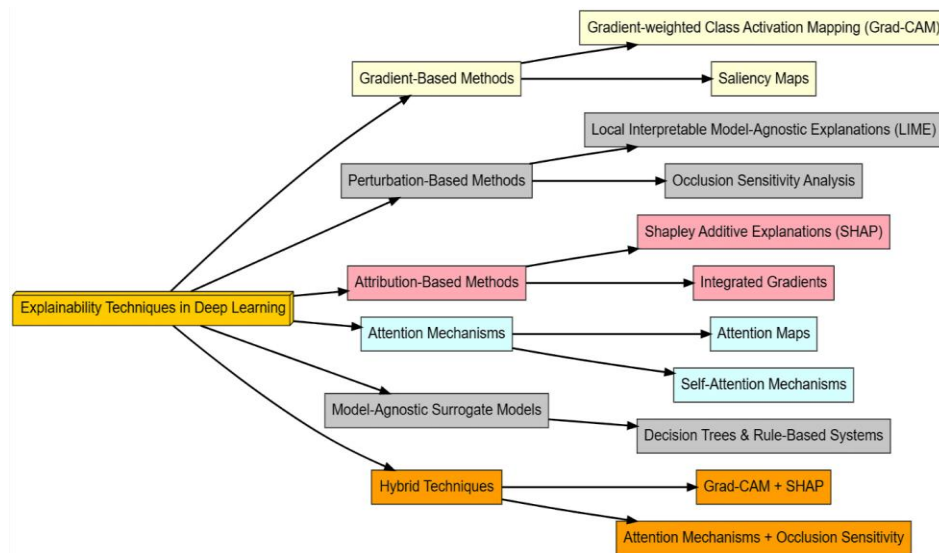 Gradient-weighted Class Activation Mapping (Grad-CAM)
Gradient-Based Methods
Saliency Maps
Local Interpretable Model-Agnostic Explanations (LIME)
Perturbation-Based Methods
Occlusion Sensitivity Analysis
Shapley Additive Explanations (SHAP)
Attribution-Based Methods
Integrated Gradients
Explainability Techniques in Deep Learning
Attention Mechanisms
Attention Maps
Self-Attention Mechanisms
Model-Agnostic Surrogate Models
Decision Trees & Rule-Based Systems
Hybrid Techniques
Grad-CAM + SHAP
Attention Mechanisms + Occlusion Sensitivity